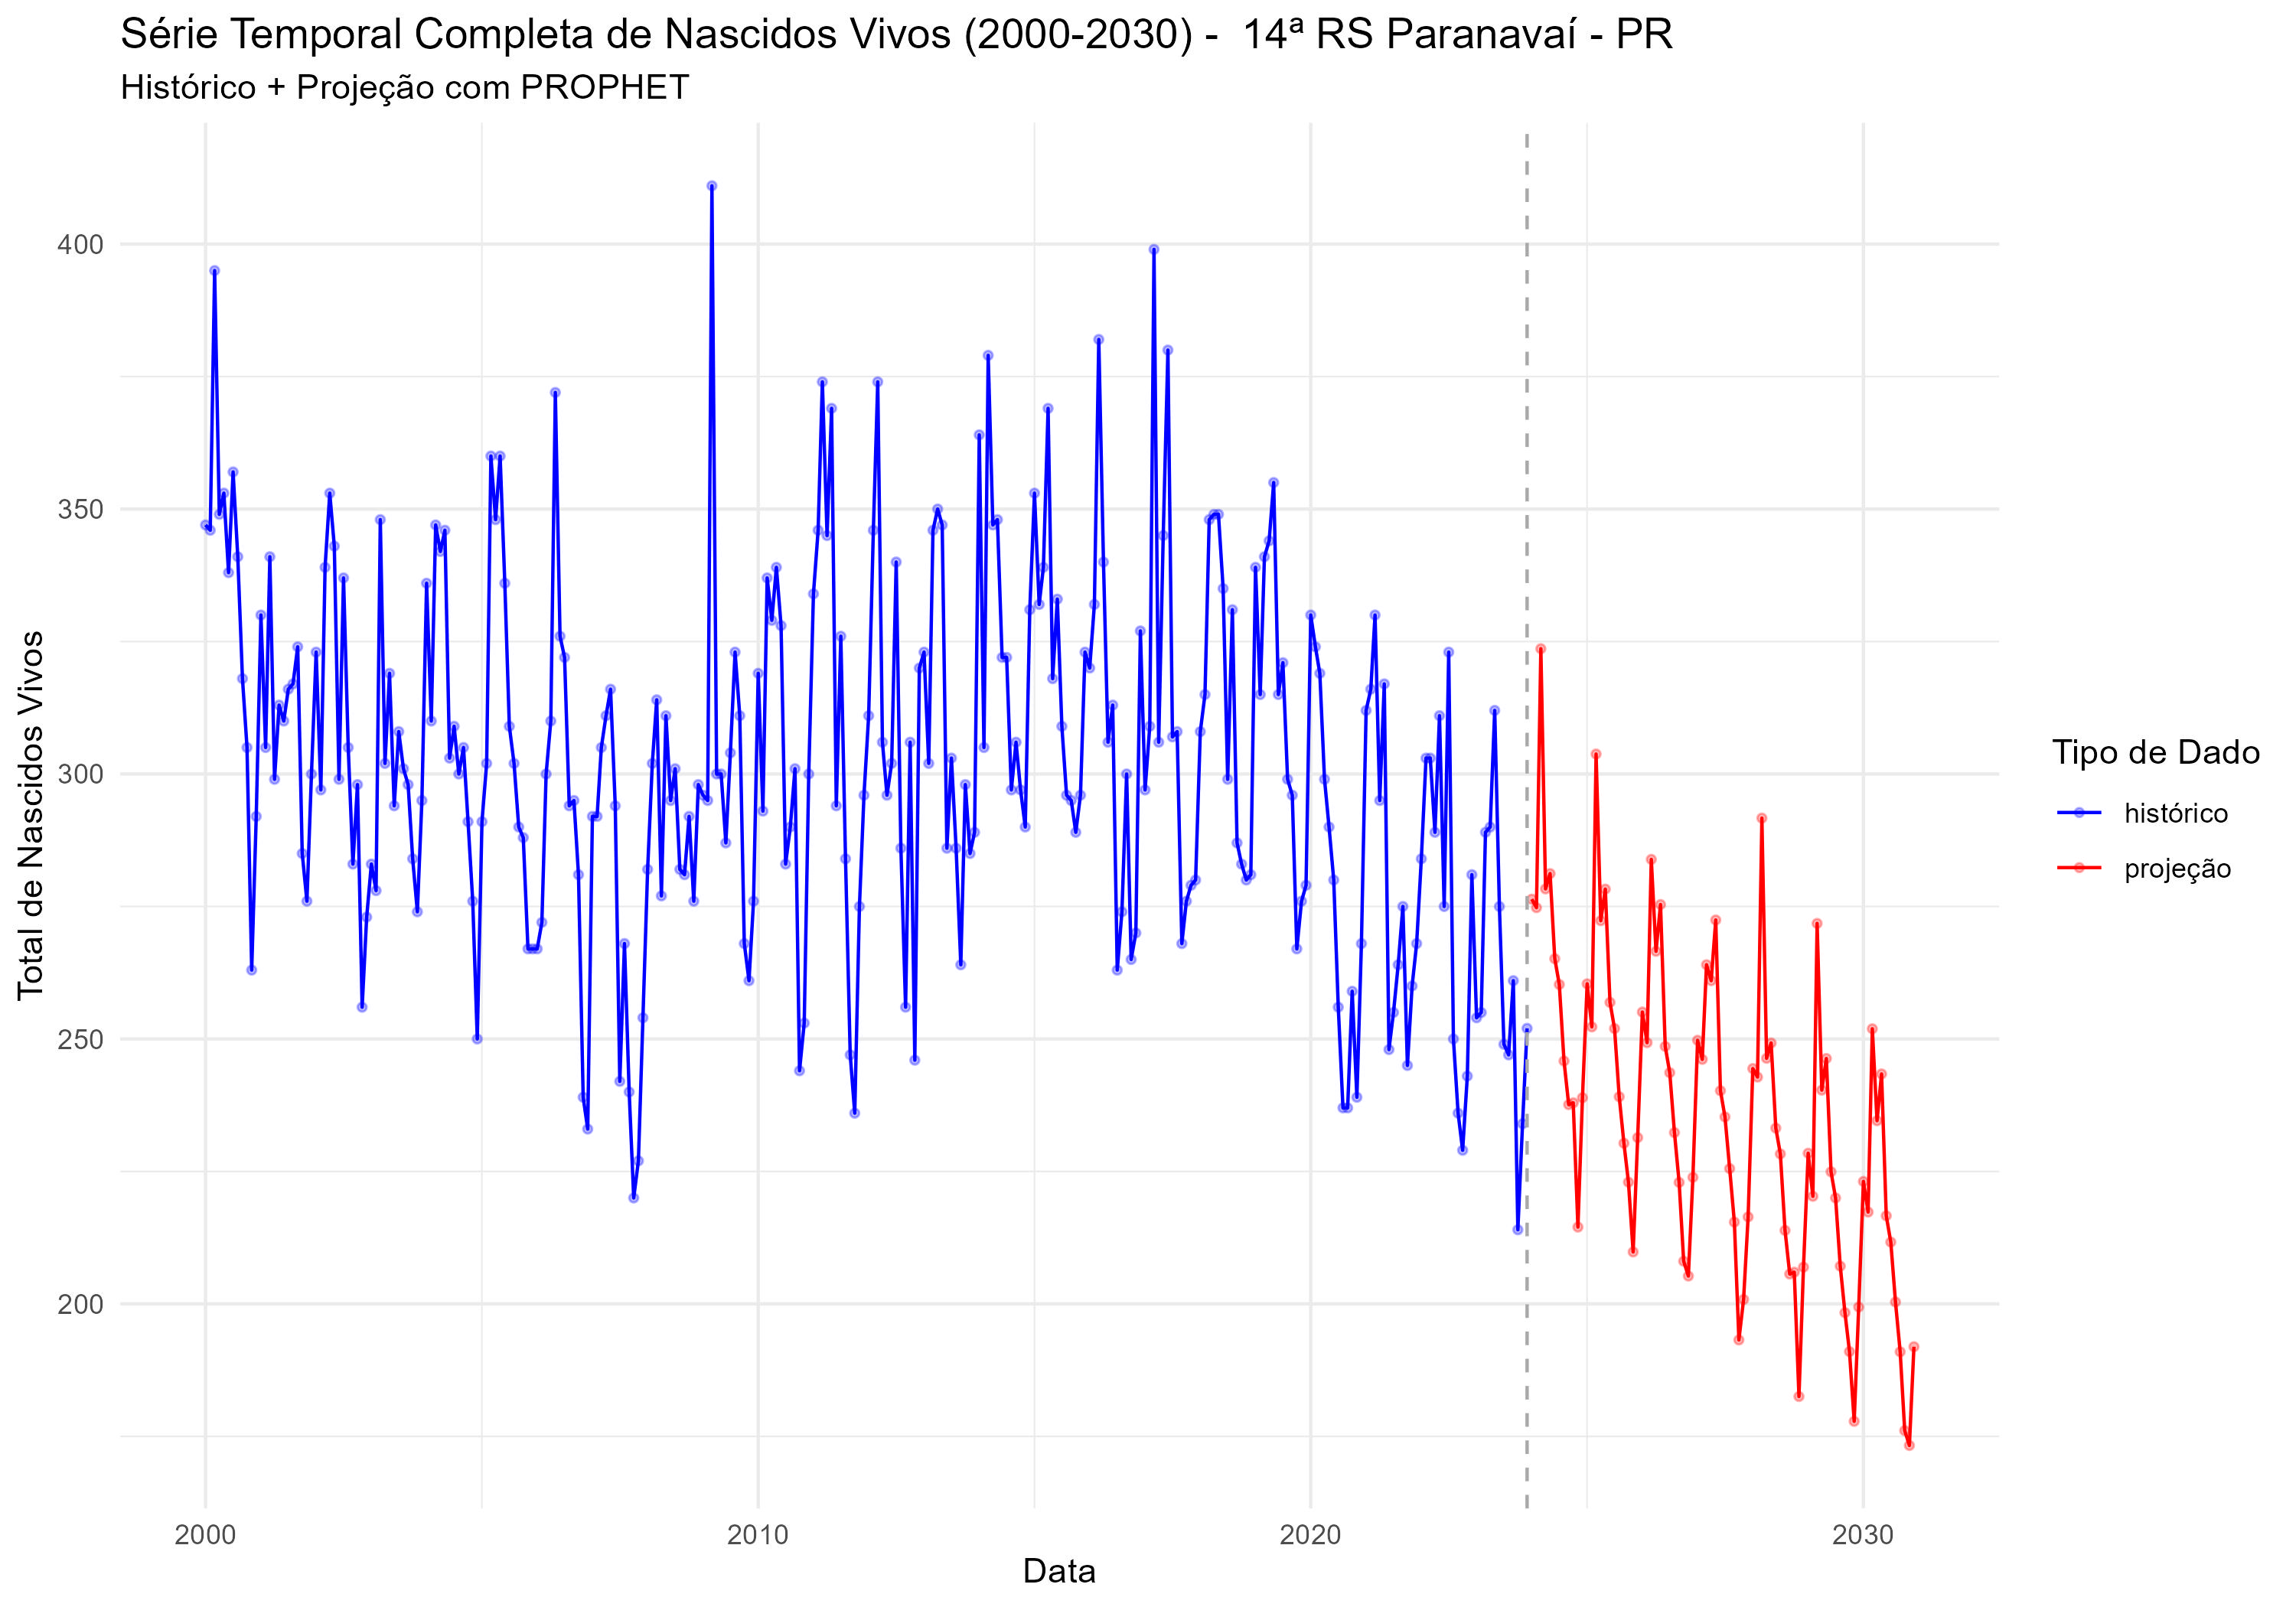 Série Temporal Completa de Nascidos Vivos (2000-2030) -  14ª RS Paranavaí - PR
Histórico + Projeção com PROPHET
Total de Nascidos Vivos
400
350
300
250
200
2000
2010
2020
2030
Data
Tipo de Dado
histórico
projeção